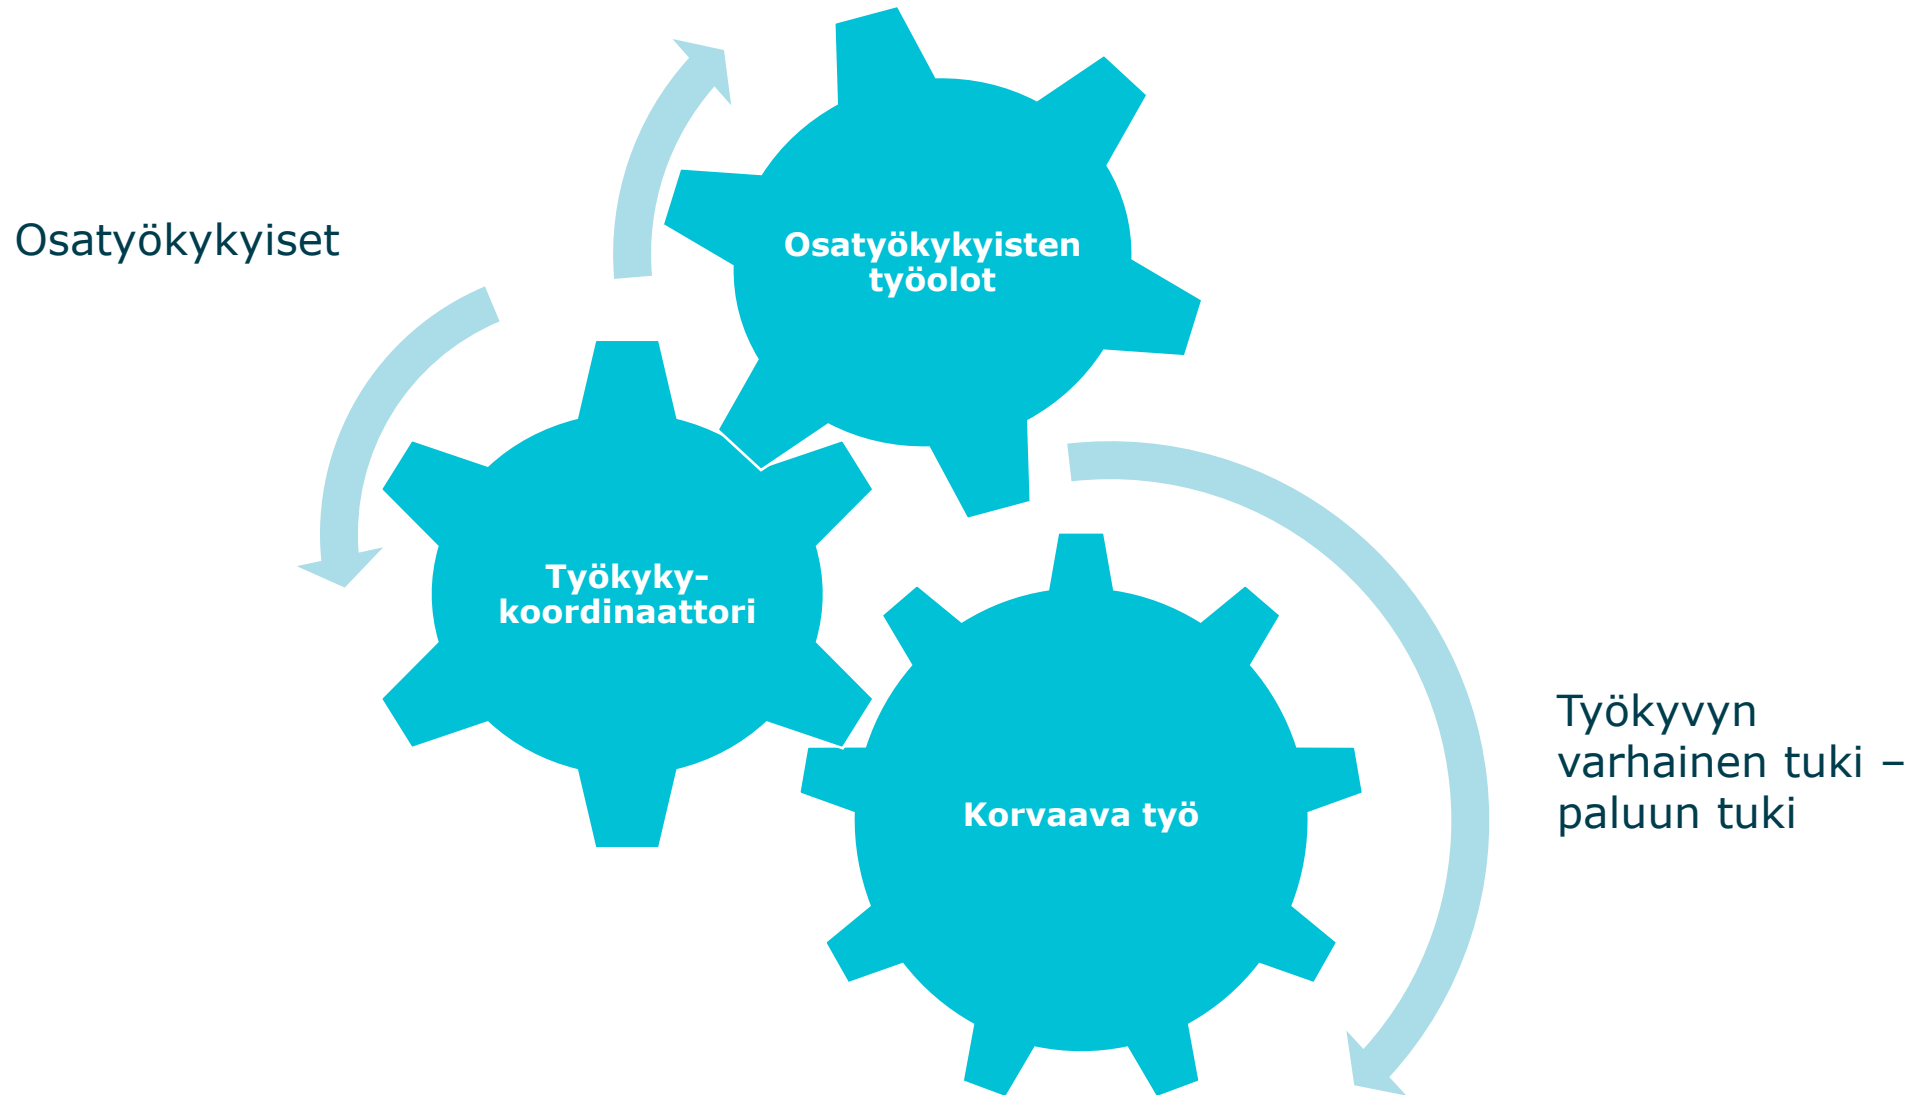 Osatyökykyiset
Osatyökykyisten
työolot
Työkyky–
koordinaattori
Korvaava työ
Työkyvyn
varhainen tuki –
paluun tuki